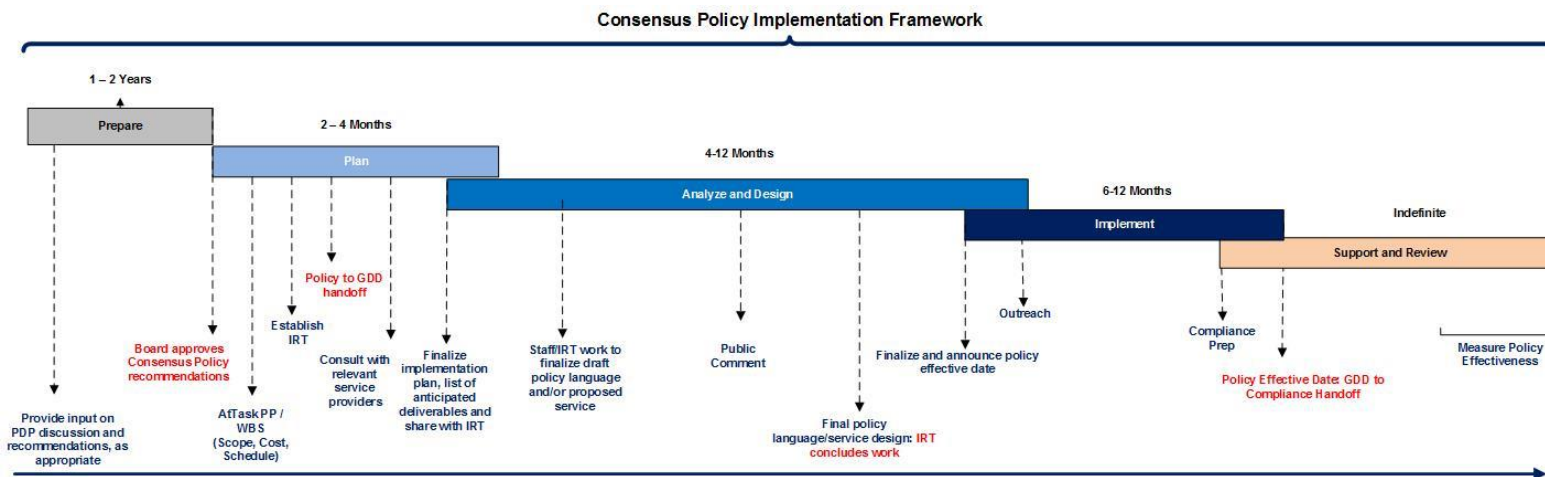 Consensus Policy Implementation Framework
1 – 2 Years
Prepare
2 – 4 Months
Plan
4-12 Months
Analyze and Design
6-12 Months
Implement
Indefinite
Support and Review
Provide input on
PDP discussion and
recommendations, as
appropriate
Board approves
Consensus Policy
recommendations
AtTask PP /
WBS
(Scope, Cost,
Schedule)
Establish
IRT
Policy to GDD
handoff
Consult with
relevant
service
providers
Finalize
implementation
plan, list of
anticipated
deliverables and
share with IRT
Staff/IRT work to
finalize draft
policy language
and/or proposed
service
Public
Comment
Final policy
language/service design: IRT
concludes work
Finalize and announce policy
effective date
Outreach
Compliance
Prep
Policy Effective Date: GDD to
Compliance Handoff
Measure Policy
Effectiveness